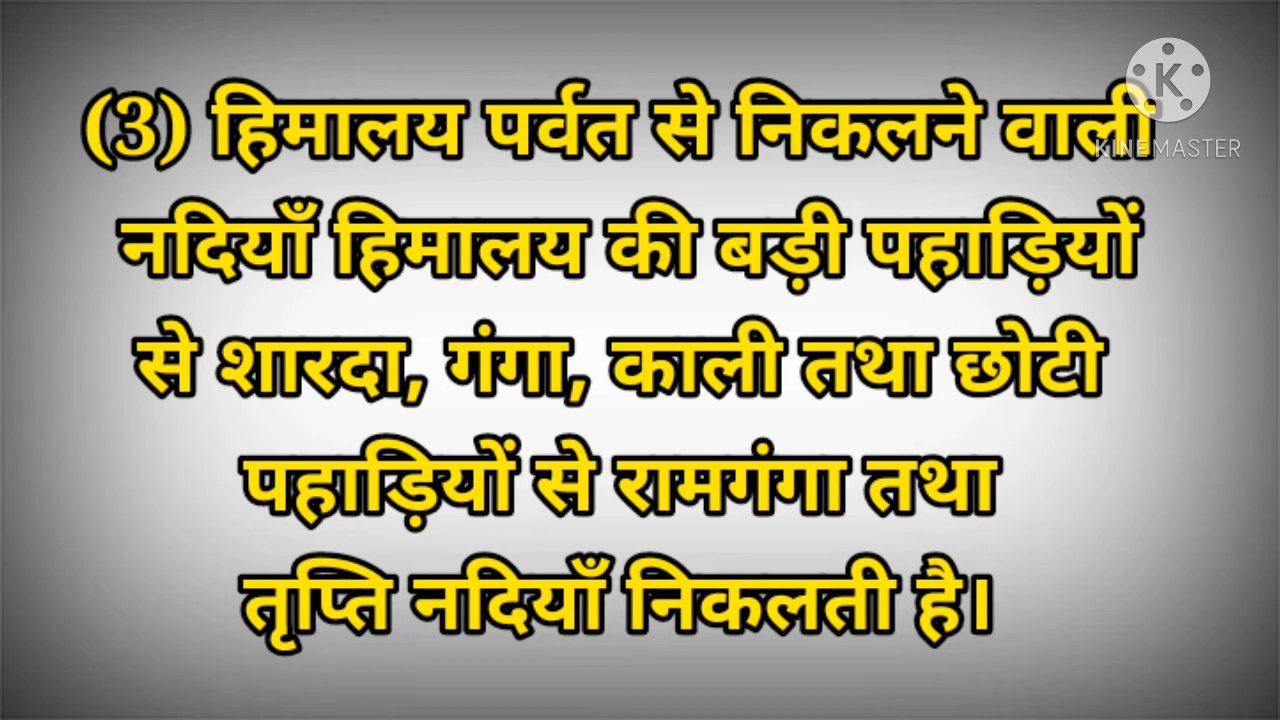 (3) हिमालय पर्वत से निकलने वाली
नदियाँ हिमालय की बड़ी पहाड़ियों
से शारदा, गंगा, काली तथा छोटी
पहाड़ियों से रामगंगा तथा
तृप्ति नदियाँ निकलती है।
K
KINEMASTER